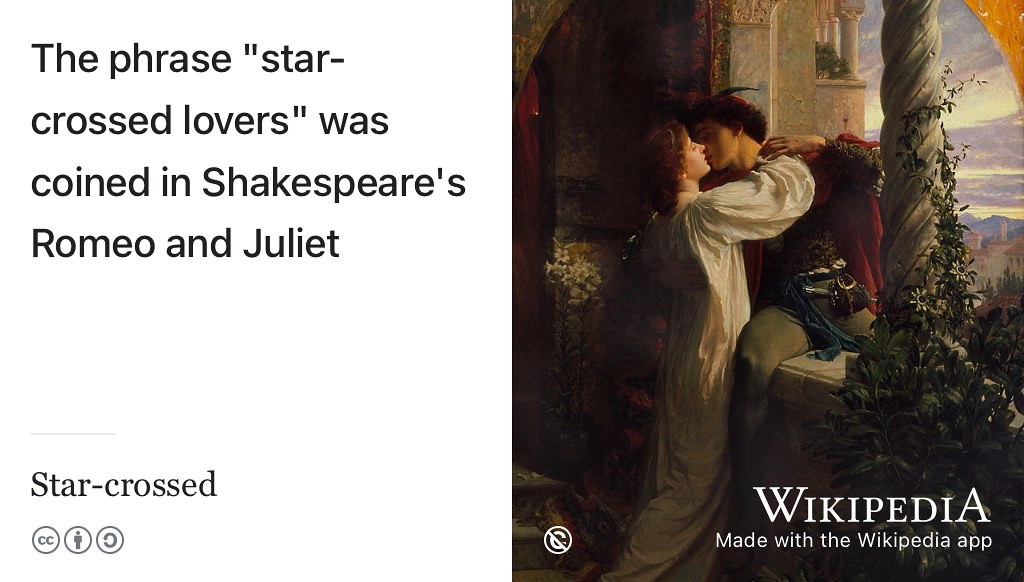 The phrase "star-
crossed lovers" was
coined in Shakespeare's
Romeo and Juliet
Star-crossed
cc
WIKIPEDIA
Made with the Wikipedia app